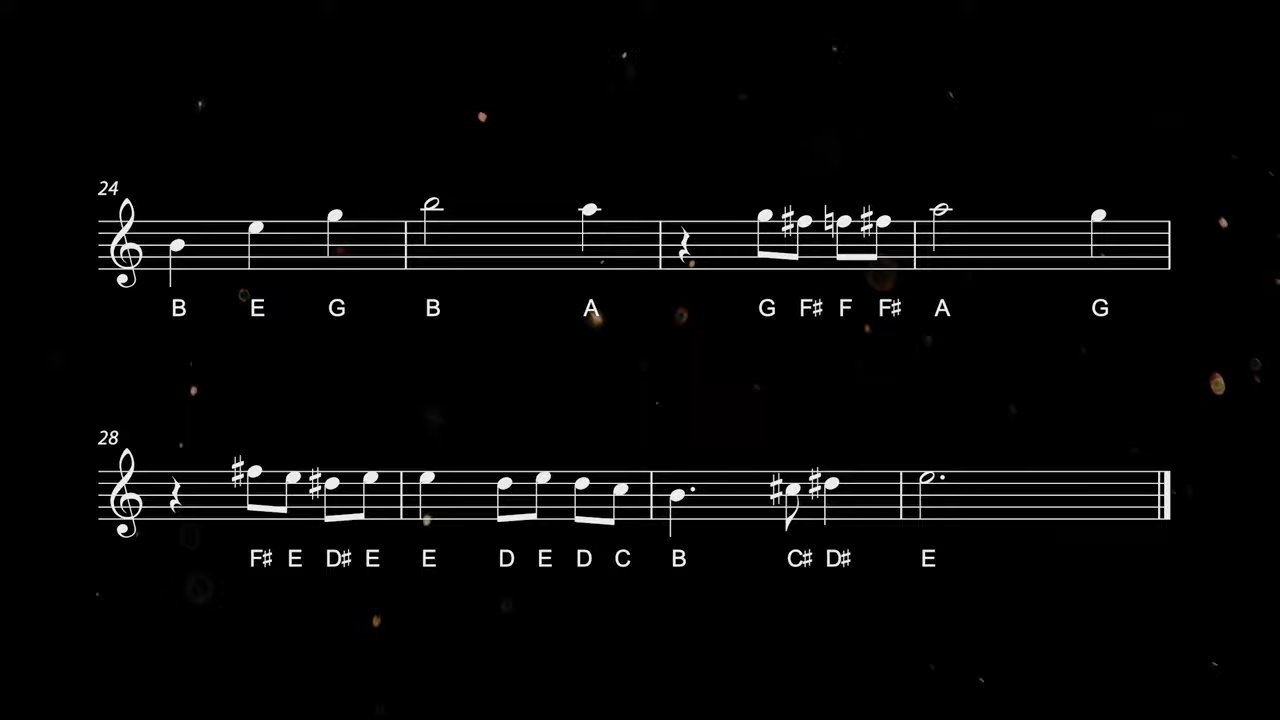 24
B E G B A G F♯ F F♯ A G
28
F♯ E D♯ E E D E D C B C♯ D♯ E